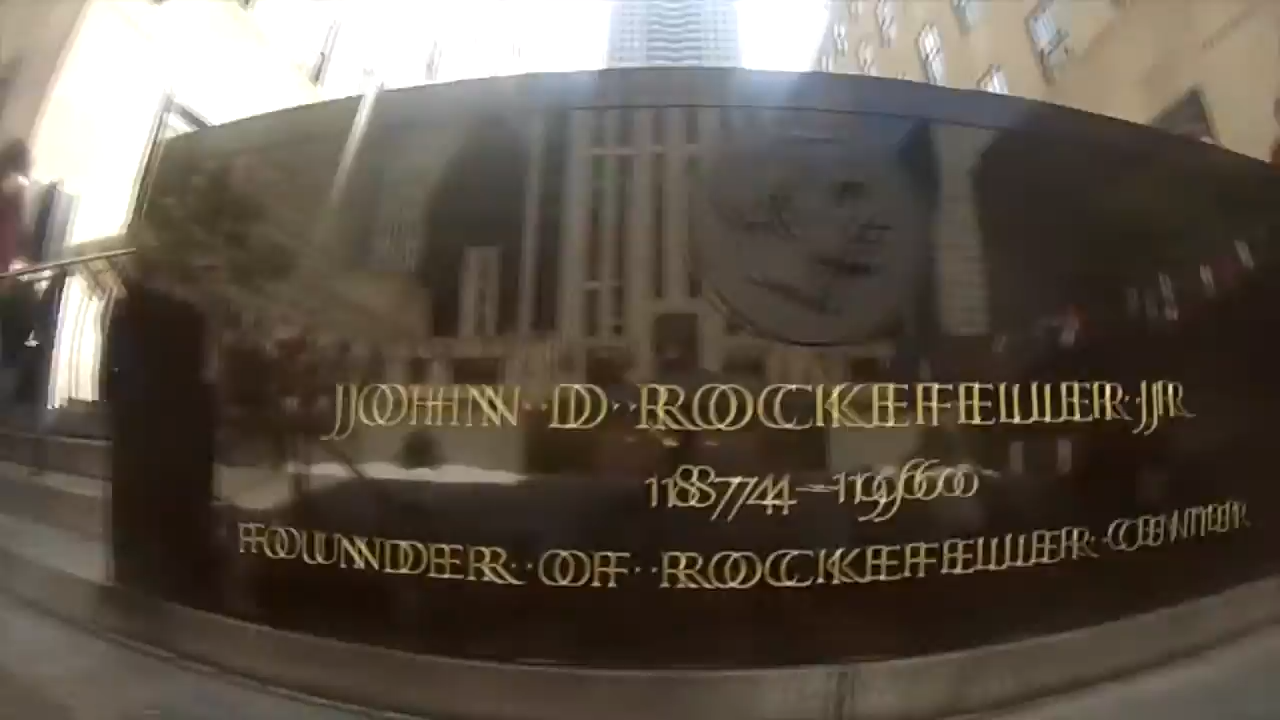 JOHN · D · ROCKEFELLER · JR
1874 – 1960
FOUNDER · OF · ROCKEFELLER · CENTER